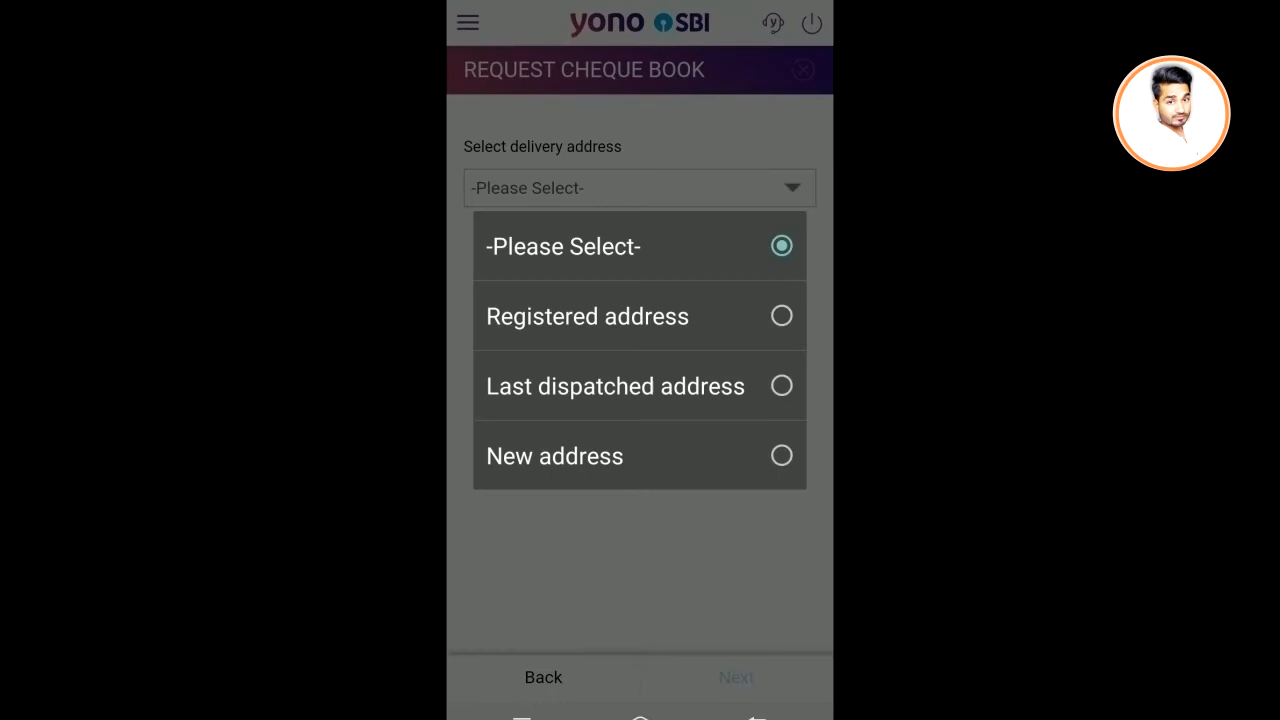 yono SBI
REQUEST CHEQUE BOOK
Select delivery address
-Please Select-
-Please Select-
Registered address
Last dispatched address
New address
Back
Next